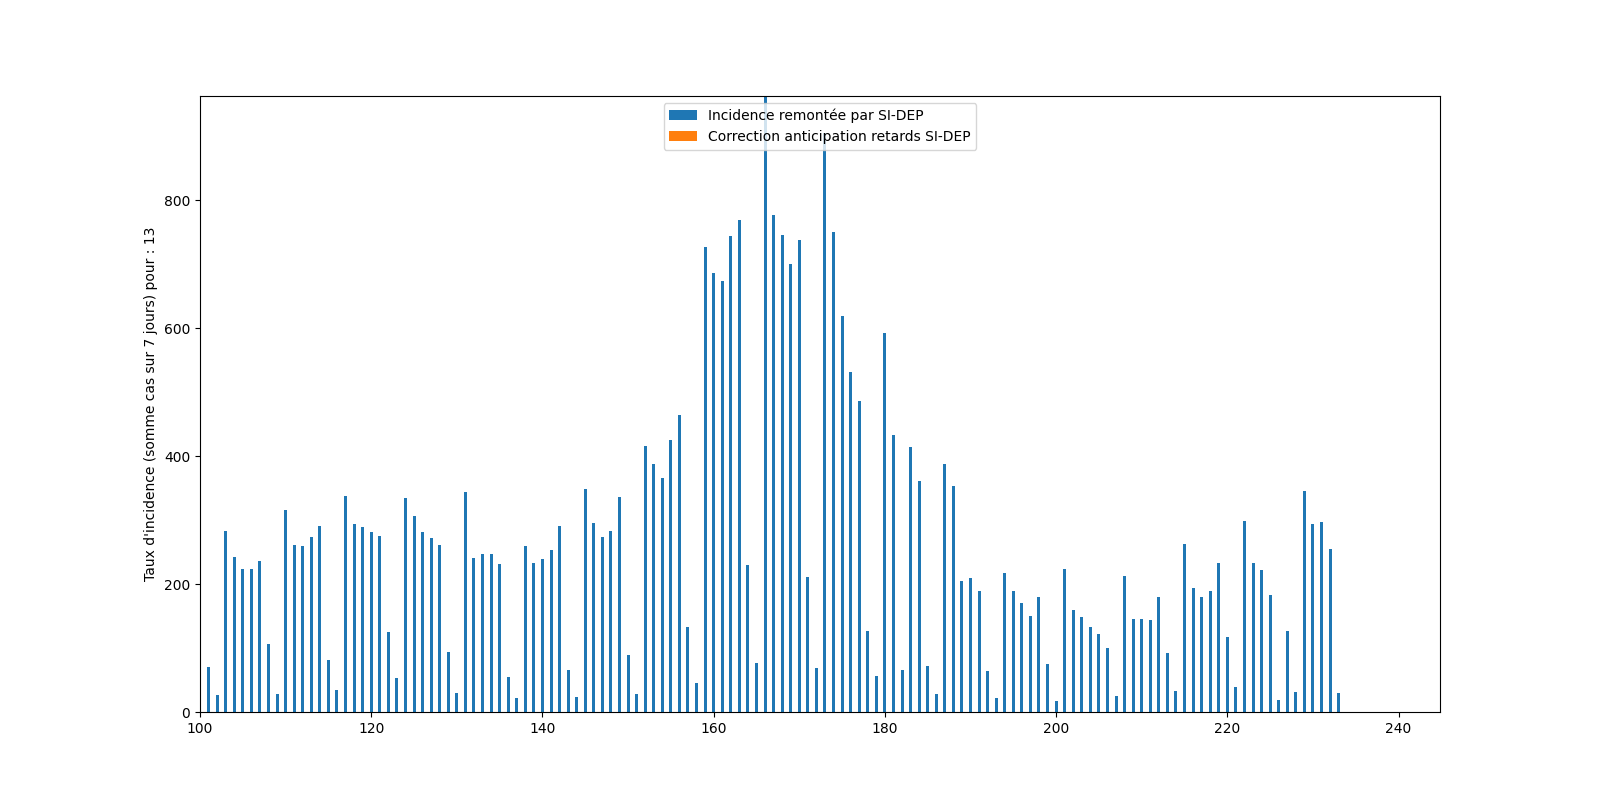 Incidence remontée par SI-DEP
Correction anticipation retards SI-DEP
Taux d'incidence (somme cas sur 7 jours) pour : 13
800
600
400
200
0
100 120 140 160 180 200 220 240